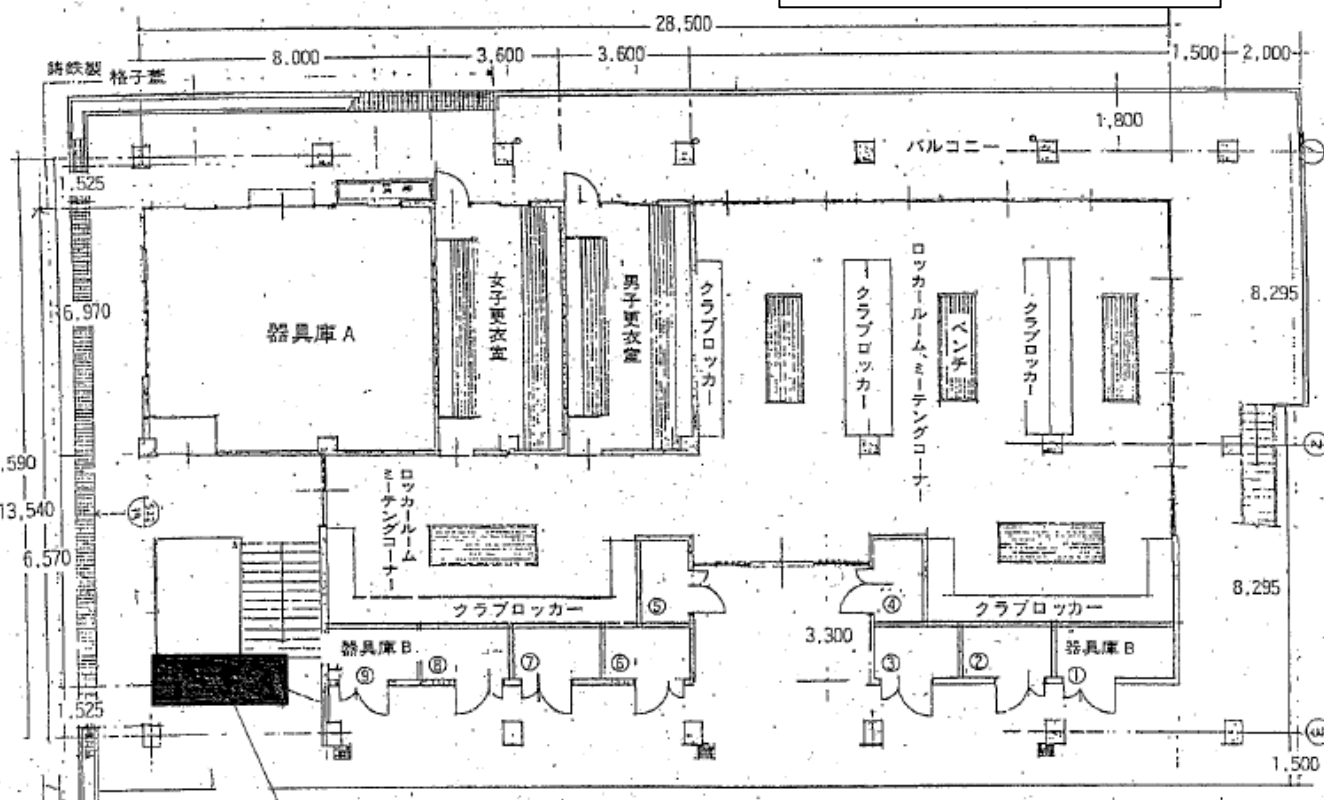 28,500
8,000
3,600
3,600
1,500
2,000
鋳鉄製
格子蓋
1,800
バルコニー
1
1,525
6,970
器具庫 A
女子更衣室
男子更衣室
クラブロッカー
クラブロッカー
ロッカールーム、ミーテングコーナー
ベンチ
クラブロッカー
8,295
2
,590
13,540
6,570
ロッカールーム
ミーテングコーナー
クラブロッカー
⑤
④
クラブロッカー
8,295
3,300
器具庫 B
⑨
⑧
⑦
⑥
③
②
①
器具庫 B
1,525
3
1,500